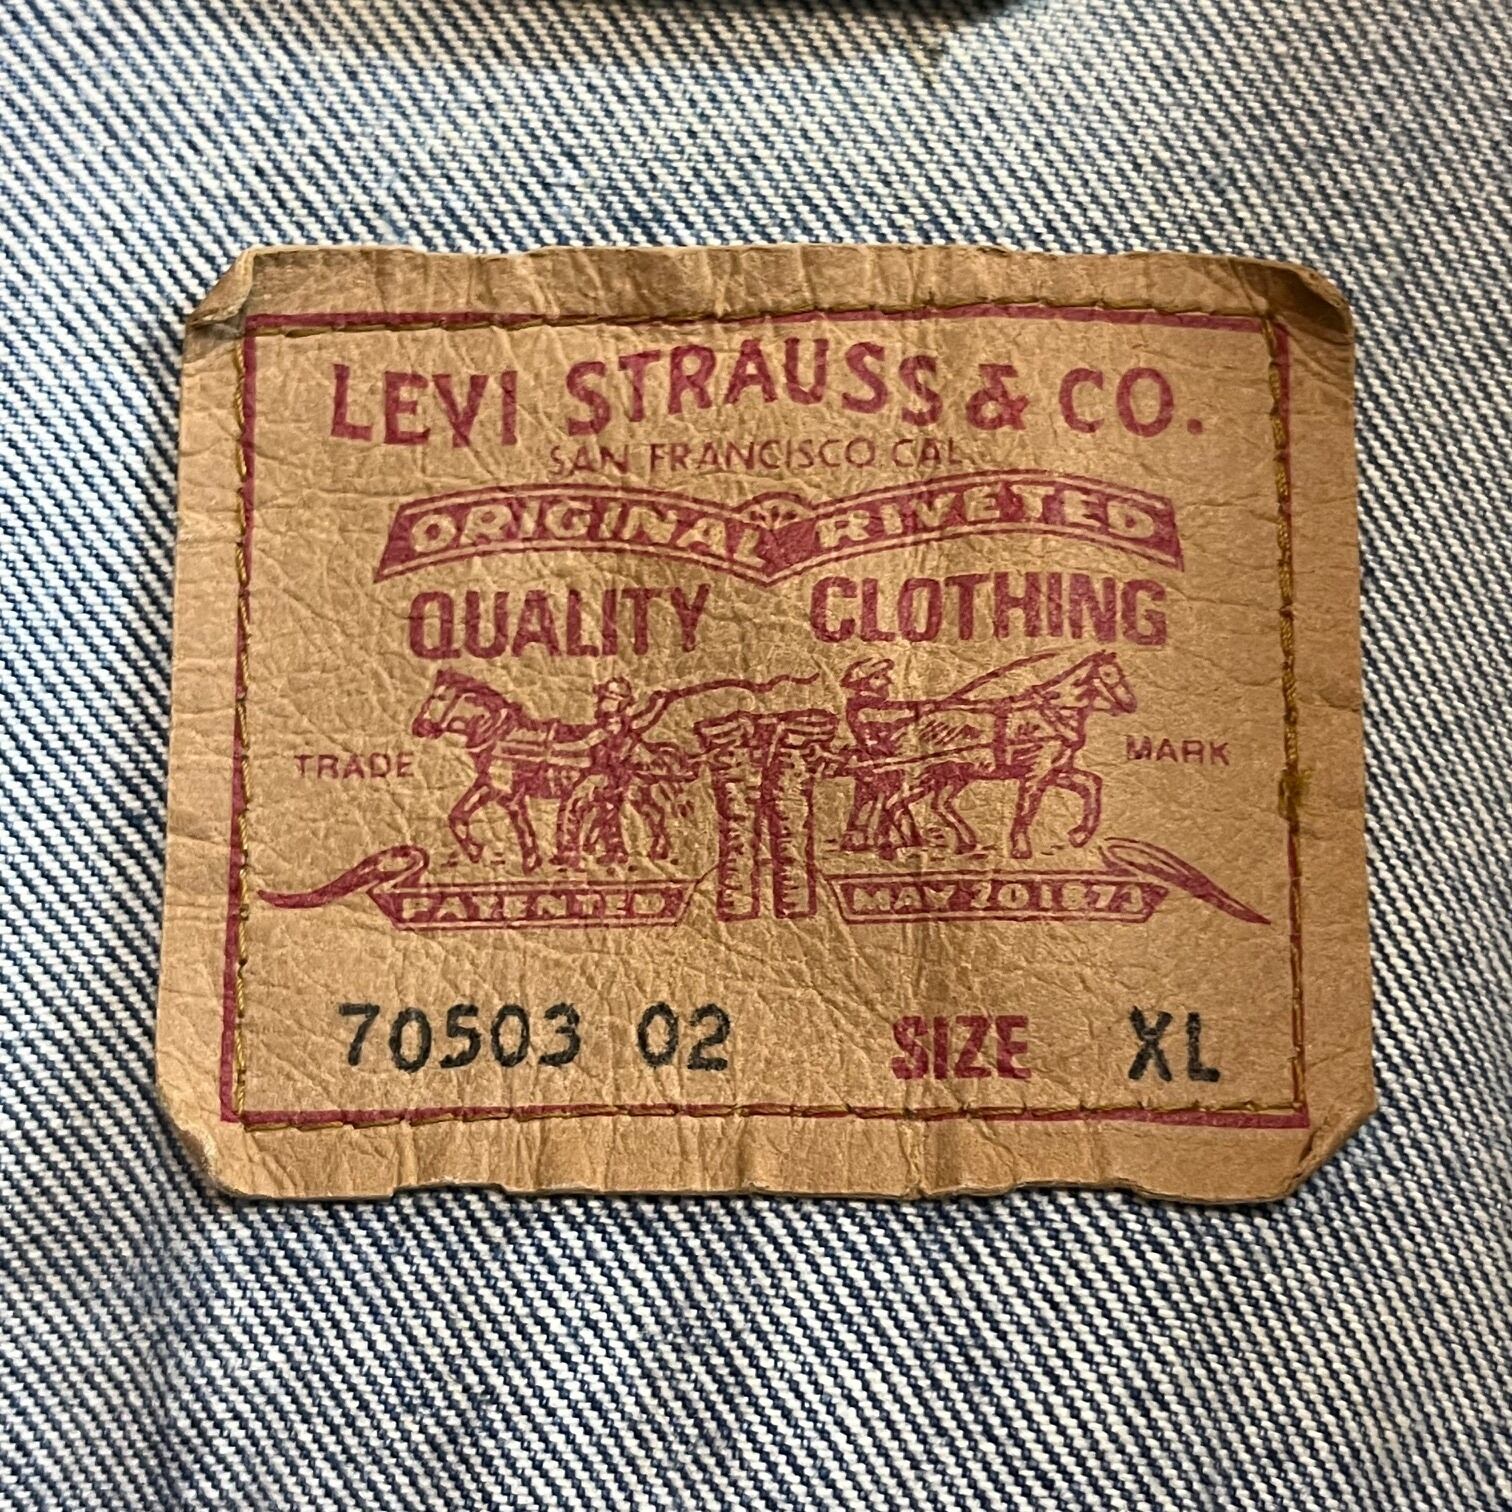 LEVI STRAUSS & CO.
SAN FRANCISCO CAL
ORIGINAL RIVETED
QUALITY CLOTHING
TRADE MARK
PATENTED MAY 20 1873
70503 02 SIZE XL